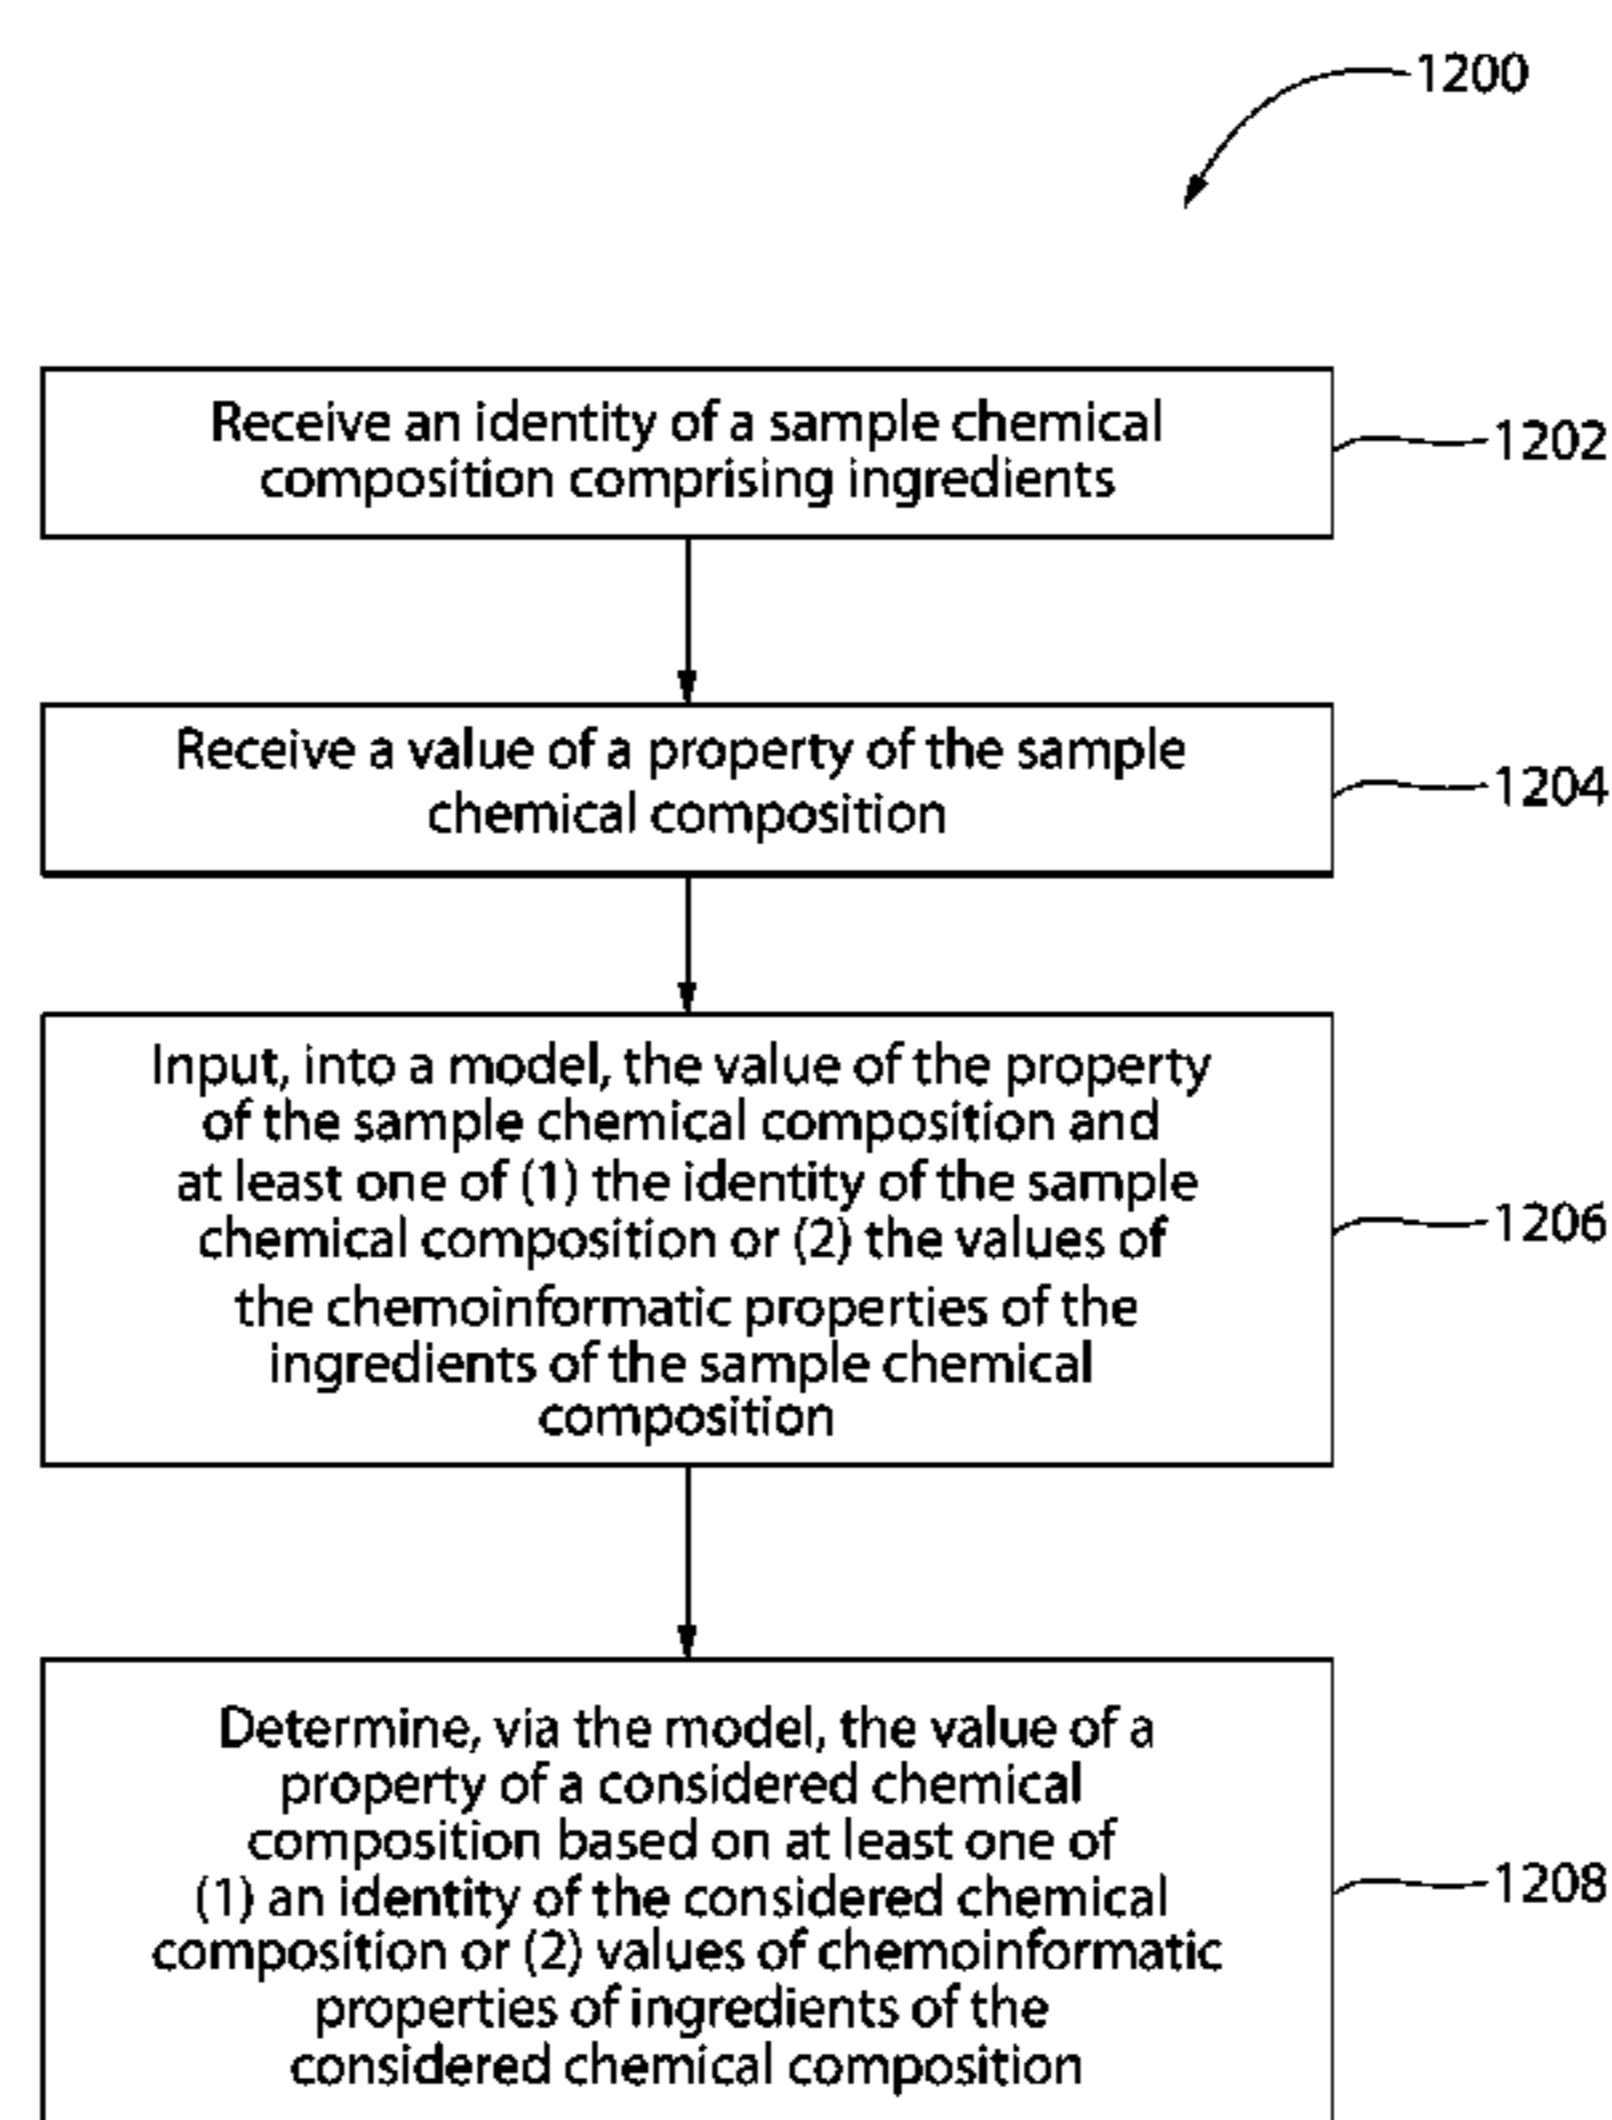 1200
Receive an identity of a sample chemical
composition comprising ingredients
1202
Receive a value of a property of the sample
chemical composition
1204
Input, into a model, the value of the property
of the sample chemical composition and
at least one of (1) the identity of the sample
chemical composition or (2) the values of
the chemoinformatic properties of the
ingredients of the sample chemical
composition
1206
Determine, via the model, the value of a
property of a considered chemical
composition based on at least one of
(1) an identity of the considered chemical
composition or (2) values of chemoinformatic
properties of ingredients of the
considered chemical composition
1208